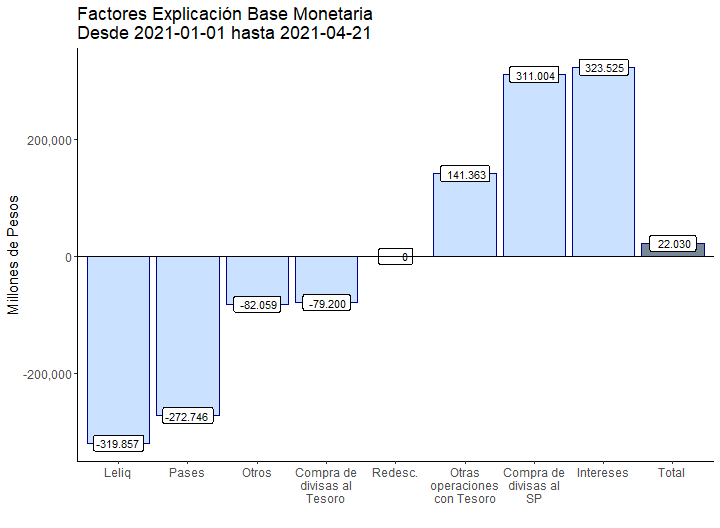 Factores Explicación Base Monetaria
Desde 2021-01-01 hasta 2021-04-21
Millones de Pesos
200,000
0
-200,000
-319.857
-272.746
-82.059
-79.200
0
141.363
311.004
323.525
22.030
Leliq
Pases
Otros
Compra de
divisas al
Tesoro
Redesc.
Otras
operaciones
con Tesoro
Compra de
divisas al
SP
Intereses
Total